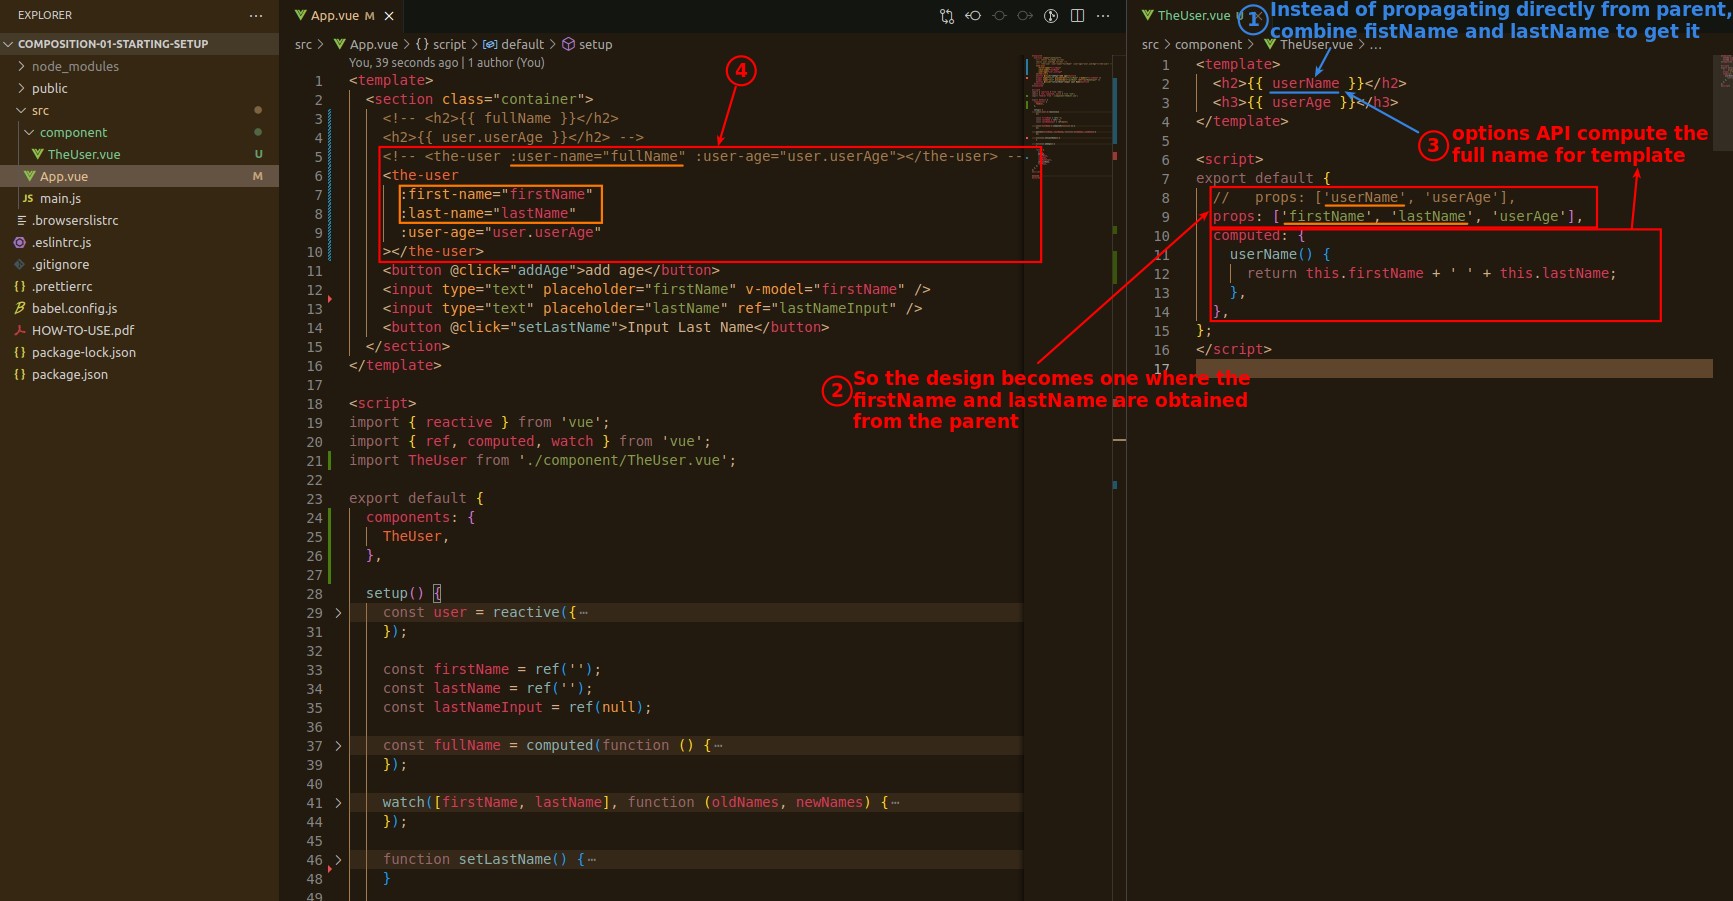 EXPLORER
COMPOSITION-01-STARTING-SETUP
node_modules
public
src
component
TheUser.vue U
App.vue M
JS main.js
.browserslistrc
.eslintrc.js
.gitignore
.prettierrc
babel.config.js
HOW-TO-USE.pdf
{} package-lock.json
{} package.json
App.vue M
src > App.vue > {} script > default > setup
You, 39 seconds ago | 1 author (You)
④
1 <template>
2 <section class="container">
3 <!-- <h2>{{ fullName }}</h2>
4 <h2>{{ user.userAge }}</h2> -->
5 <!-- <the-user :user-name="fullName" :user-age="user.userAge"></the-user> --
6 <the-user
7 :first-name="firstName"
8 :last-name="lastName"
9 :user-age="user.userAge"
10 ></the-user>
11 <button @click="addAge">add age</button>
12 <input type="text" placeholder="firstName" v-model="firstName" />
13 <input type="text" placeholder="lastName" ref="lastNameInput" />
14 <button @click="setLastName">Input Last Name</button>
15 </section>
16 </template>
17
18 <script>
19 import { reactive } from 'vue';
20 import { ref, computed, watch } from 'vue';
21 import TheUser from './component/TheUser.vue';
22
23 export default {
24 components: {
25 TheUser,
26 },
27
28 setup() {
29 const user = reactive({⋯
31 });
32
33 const firstName = ref('');
34 const lastName = ref('');
35 const lastNameInput = ref(null);
36
37 const fullName = computed(function () {⋯
39 });
40
41 watch([firstName, lastName], function (oldNames, newNames) {⋯
44 });
45
46 function setLastName() {⋯
48 }
49
② So the design becomes one where the
firstName and lastName are obtained
from the parent
TheUser.vue U
① Instead of propagating directly from parent,
combine fistName and lastName to get it
src > component > TheUser.vue > ...
1 <template>
2 <h2>{{ userName }}</h2>
3 <h3>{{ userAge }}</h3>
4 </template>
5
6 <script>
7 export default {
8 // props: ['userName', 'userAge'],
9 props: ['firstName', 'lastName', 'userAge'],
10 computed: {
11 userName() {
12 return this.firstName + ' ' + this.lastName;
13 },
14 },
15 };
16 </script>
17
③ options API compute the
full name for template